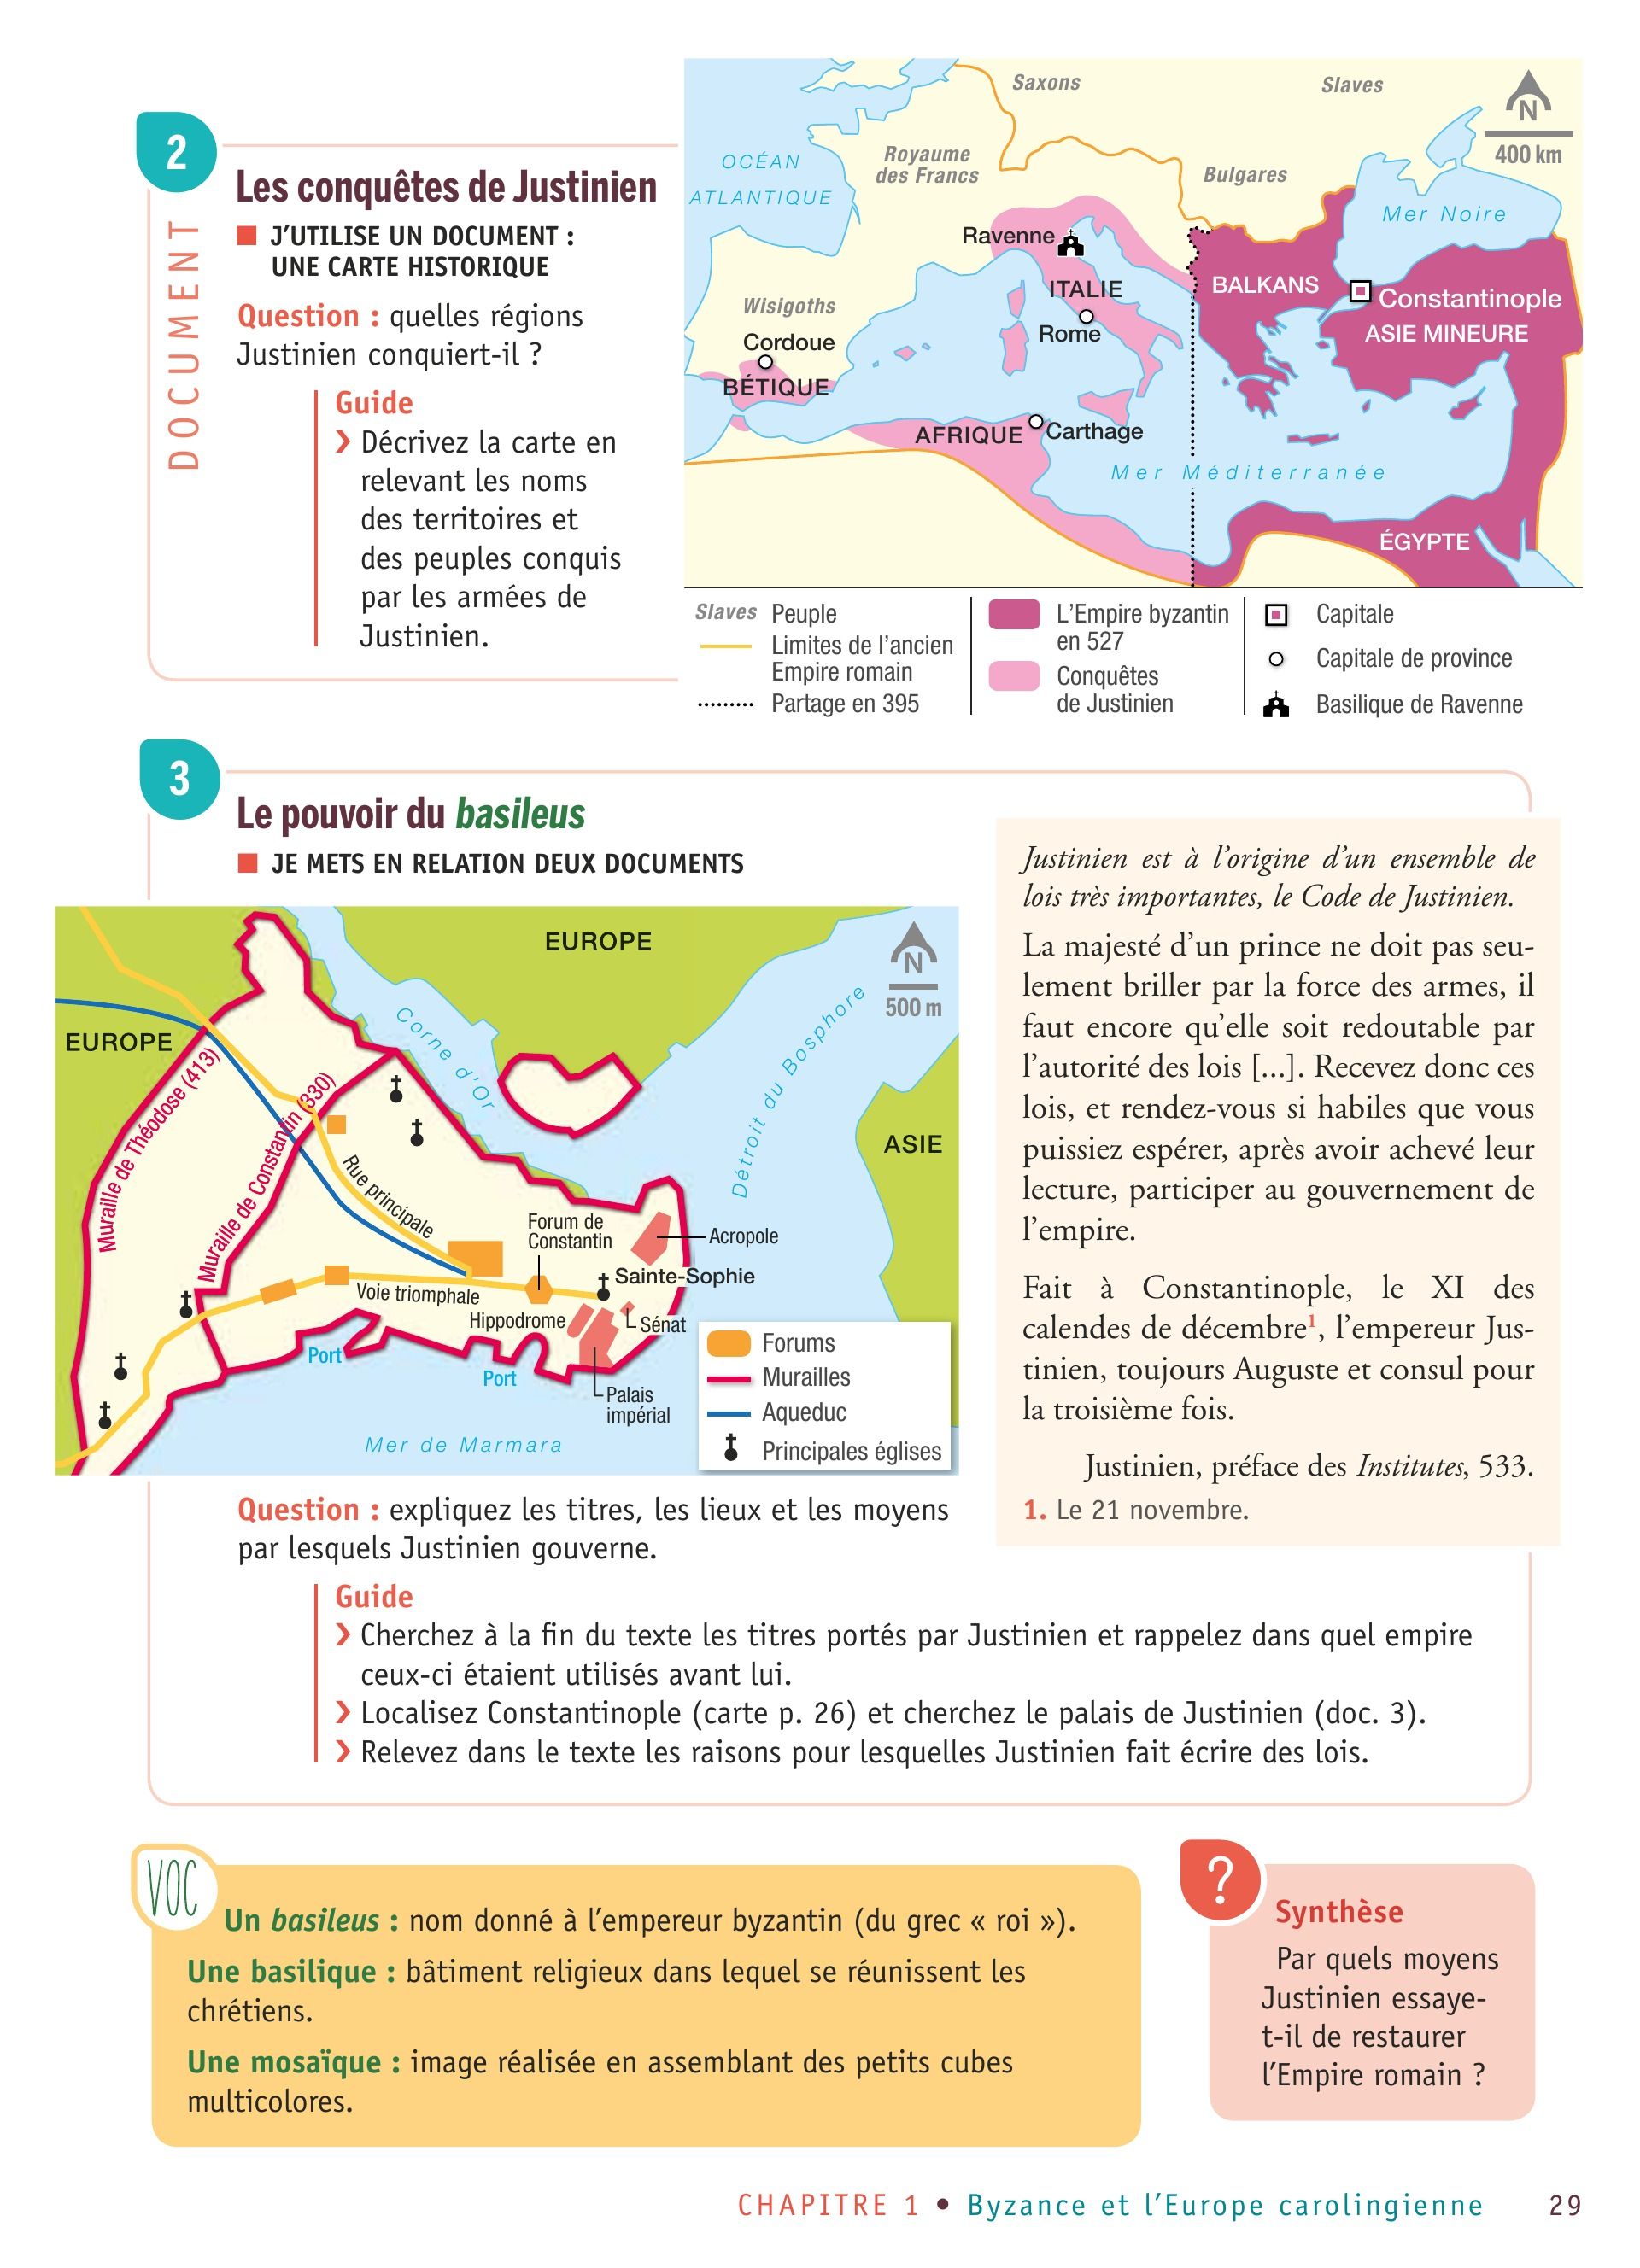 2
DOCUMENT
Les conquêtes de Justinien
J’UTILISE UN DOCUMENT :
UNE CARTE HISTORIQUE
Question : quelles régions
Justinien conquiert-il ?
Guide
❯ Décrivez la carte en
relevant les noms
des territoires et
des peuples conquis
par les armées de
Justinien.
Saxons
Slaves
N
400 km
OCÉAN
ATLANTIQUE
Royaume
des Francs
Bulgares
Mer Noire
Ravenne
BALKANS
Constantinople
ITALIE
Wisigoths
Rome
ASIE MINEURE
Cordoue
BÉTIQUE
AFRIQUE
Carthage
Mer Méditerranée
ÉGYPTE
Slaves Peuple
Limites de l’ancien
Empire romain
Partage en 395
L’Empire byzantin
en 527
Conquêtes
de Justinien
Capitale
Capitale de province
Basilique de Ravenne
3
Le pouvoir du basileus
JE METS EN RELATION DEUX DOCUMENTS
EUROPE
N
500 m
EUROPE
Corne d’Or
Détroit du Bosphore
ASIE
Muraille de Théodose (413)
Muraille de Constantin (330)
Rue principale
Forum de
Constantin
Acropole
Sainte-Sophie
Voie triomphale
Hippodrome
Sénat
Port
Port
Palais
impérial
Mer de Marmara
Forums
Murailles
Aqueduc
Principales églises
Justinien est à l’origine d’un ensemble de
lois très importantes, le Code de Justinien.
La majesté d’un prince ne doit pas seu-
lement briller par la force des armes, il
faut encore qu’elle soit redoutable par
l’autorité des lois [...]. Recevez donc ces
lois, et rendez-vous si habiles que vous
puissiez espérer, après avoir achevé leur
lecture, participer au gouvernement de
l’empire.
Fait à Constantinople, le XI des
calendes de décembre1, l’empereur Jus-
tinien, toujours Auguste et consul pour
la troisième fois.
Justinien, préface des Institutes, 533.
1. Le 21 novembre.
Question : expliquez les titres, les lieux et les moyens
par lesquels Justinien gouverne.
Guide
❯ Cherchez à la fin du texte les titres portés par Justinien et rappelez dans quel empire
ceux-ci étaient utilisés avant lui.
❯ Localisez Constantinople (carte p. 26) et cherchez le palais de Justinien (doc. 3).
❯ Relevez dans le texte les raisons pour lesquelles Justinien fait écrire des lois.
VOC
Un basileus : nom donné à l’empereur byzantin (du grec « roi »).
Une basilique : bâtiment religieux dans lequel se réunissent les
chrétiens.
Une mosaïque : image réalisée en assemblant des petits cubes
multicolores.
?
Synthèse
Par quels moyens
Justinien essaye-
t-il de restaurer
l’Empire romain ?
CHAPITRE 1 • Byzance et l’Europe carolingienne 29